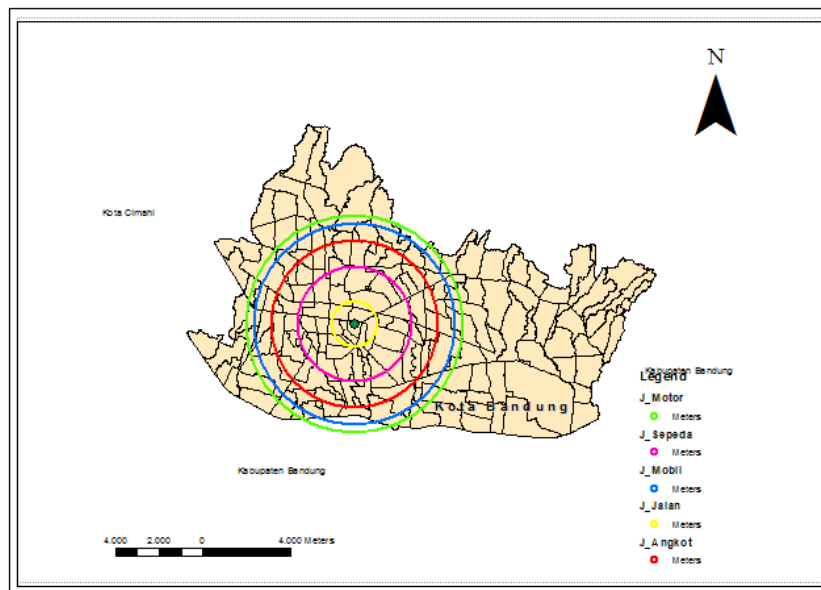 N
Kota Cimahi
Kabupaten Bandung
Legend
J_Motor
Meters
Kota Bandung
J_Sepeda
Meters
J_Mobil
Kabupaten Bandung
Meters
J_Jalan
Meters
J_Angkot
Meters
4.000 2.000 0 4.000 Meters